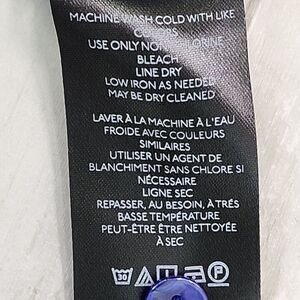 MACHINE WASH COLD WITH LIKE
COLORS
USE ONLY NON CHLORINE
BLEACH
LINE DRY
LOW IRON AS NEEDED
MAY BE DRY CLEANED
LAVER À LA MACHINE À L'EAU
FROIDE AVEC COULEURS
SIMILAIRES
UTILISER UN AGENT DE
BLANCHIMENT SANS CHLORE SI
NÉCESSAIRE
LIGNE SEC
REPASSER, AU BESOIN, À TRÈS
BASSE TEMPÉRATURE
PEUT-ÊTRE ÊTRE NETTOYÉE
À SEC
30
P